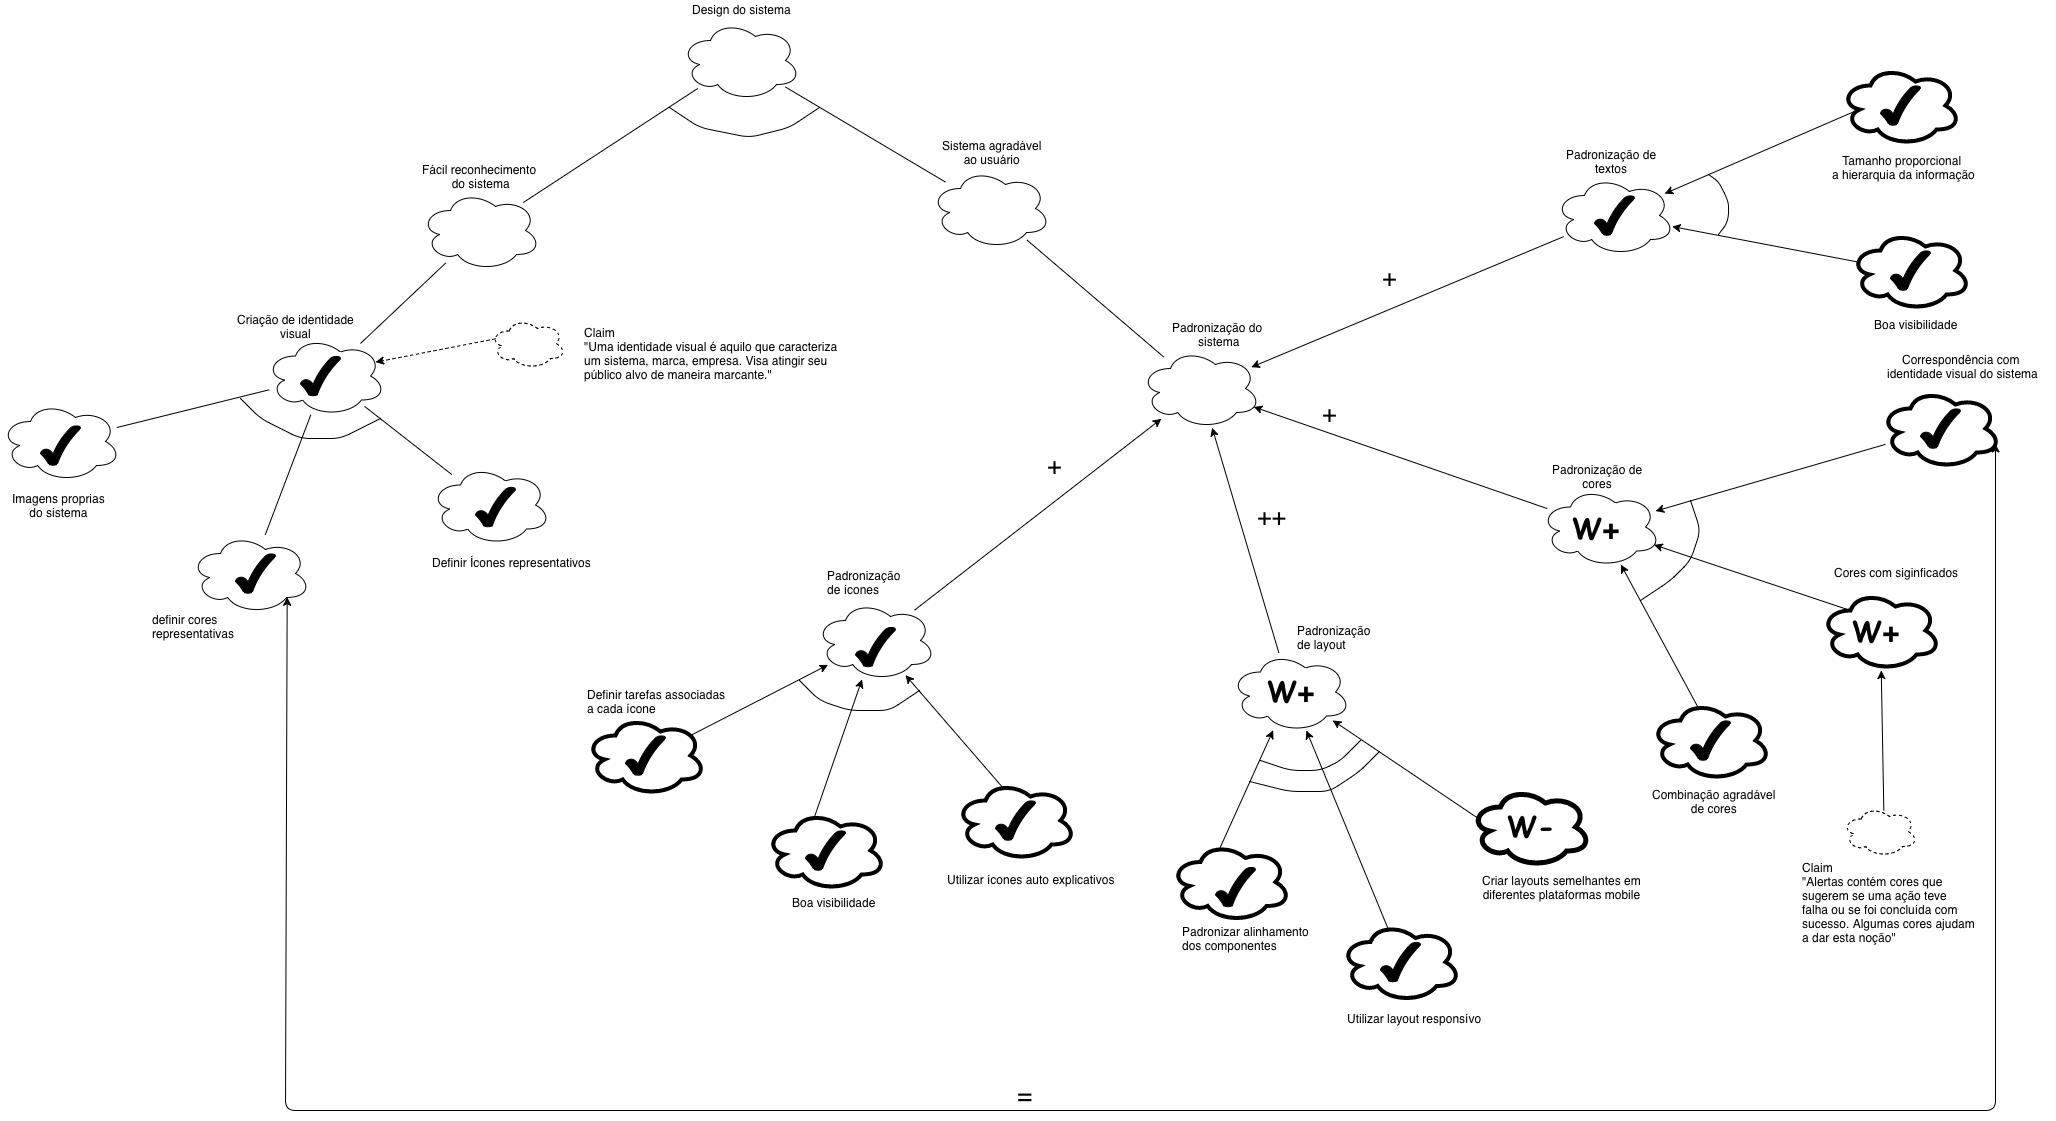 Design do sistema
Sistema agradável
ao usuário
Fácil reconhecimento
do sistema
Padronização de
textos
Tamanho proporcional
a hierarquia da informação
+
Boa visibilidade
Criação de identidade
visual
Claim
"Uma identidade visual é aquilo que caracteriza
um sistema, marca, empresa. Visa atingir seu
público alvo de maneira marcante."
Padronização do
sistema
Correspondência com
identidade visual do sistema
+
+
Imagens proprias
do sistema
Padronização de
cores
W+
++
Definir Ícones representativos
Cores com siginficados
W+
Padronização
de ícones
definir cores
representativas
Padronização
de layout
W+
Definir tarefas associadas
a cada ícone
Combinação agradável
de cores
W-
Boa visibilidade
Utilizar ícones auto explicativos
Criar layouts semelhantes em
diferentes plataformas mobile
Claim
"Alertas contém cores que
sugerem se uma ação teve
falha ou se foi concluída com
sucesso. Algumas cores ajudam
a dar esta noção"
Padronizar alinhamento
dos componentes
Utilizar layout responsívo
=